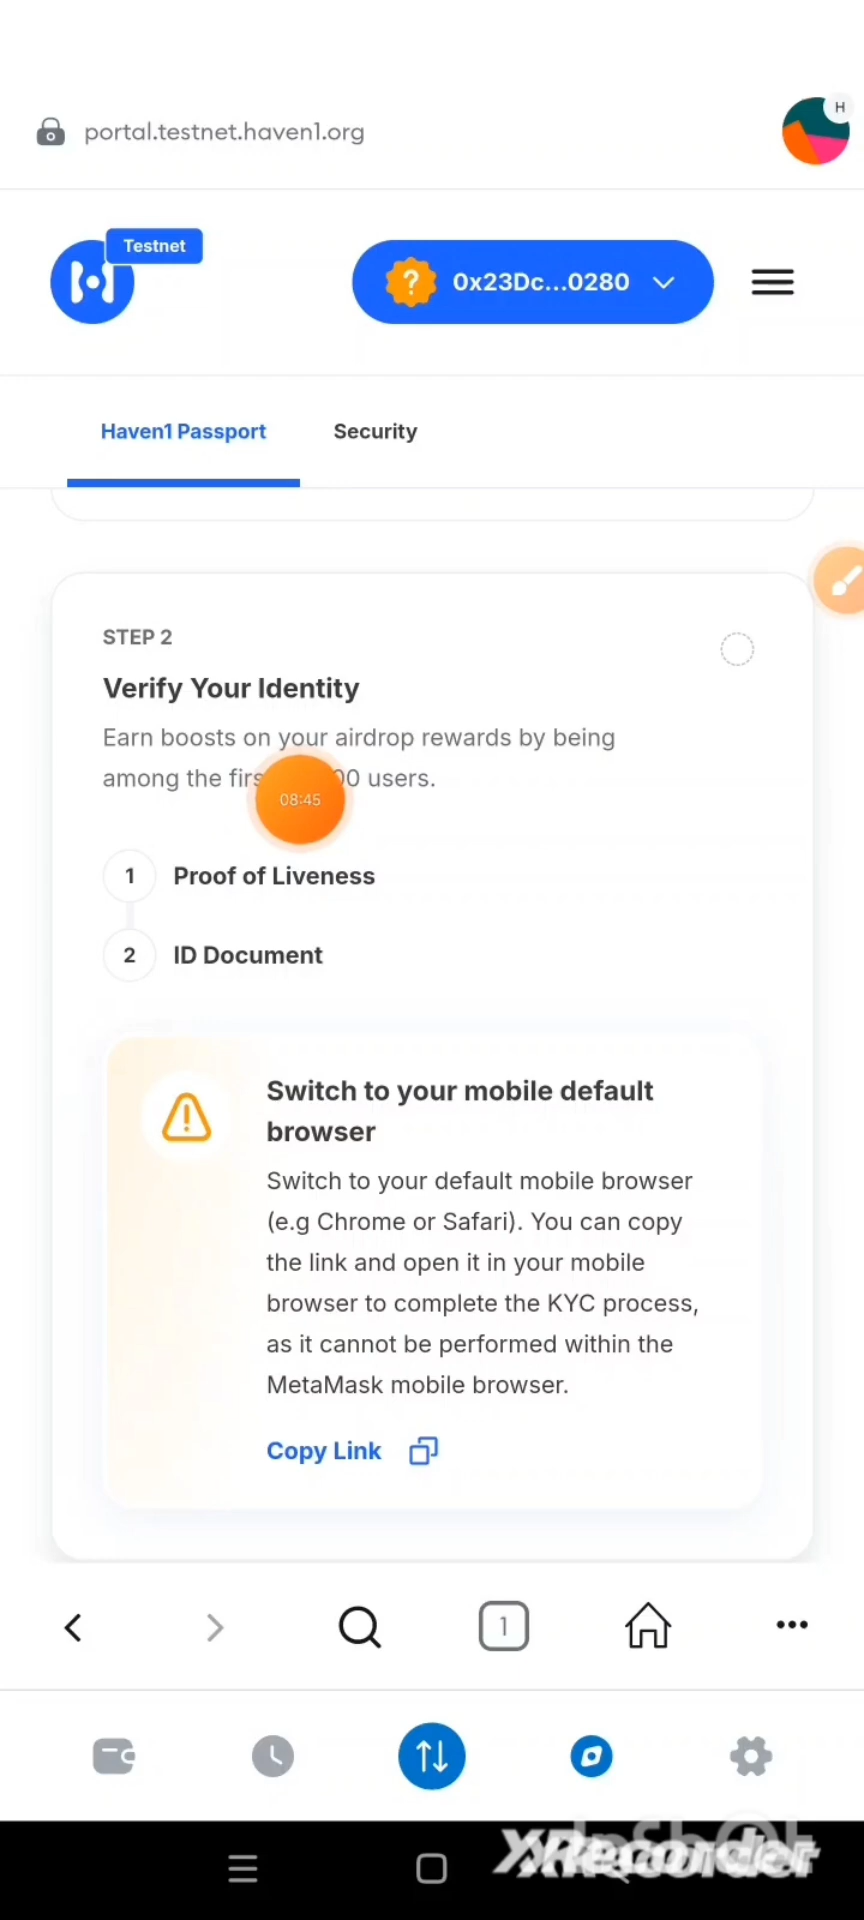 portal.testnet.haven1.org
H
Testnet
0x23Dc...0280
Haven1 Passport
Security
STEP 2
Verify Your Identity
Earn boosts on your airdrop rewards by being
among the users.
08:45
1 Proof of Liveness
2 ID Document
Switch to your mobile default
browser
Switch to your default mobile browser
(e.g Chrome or Safari). You can copy
the link and open it in your mobile
browser to complete the KYC process,
as it cannot be performed within the
MetaMask mobile browser.
Copy Link
1
XRecorder